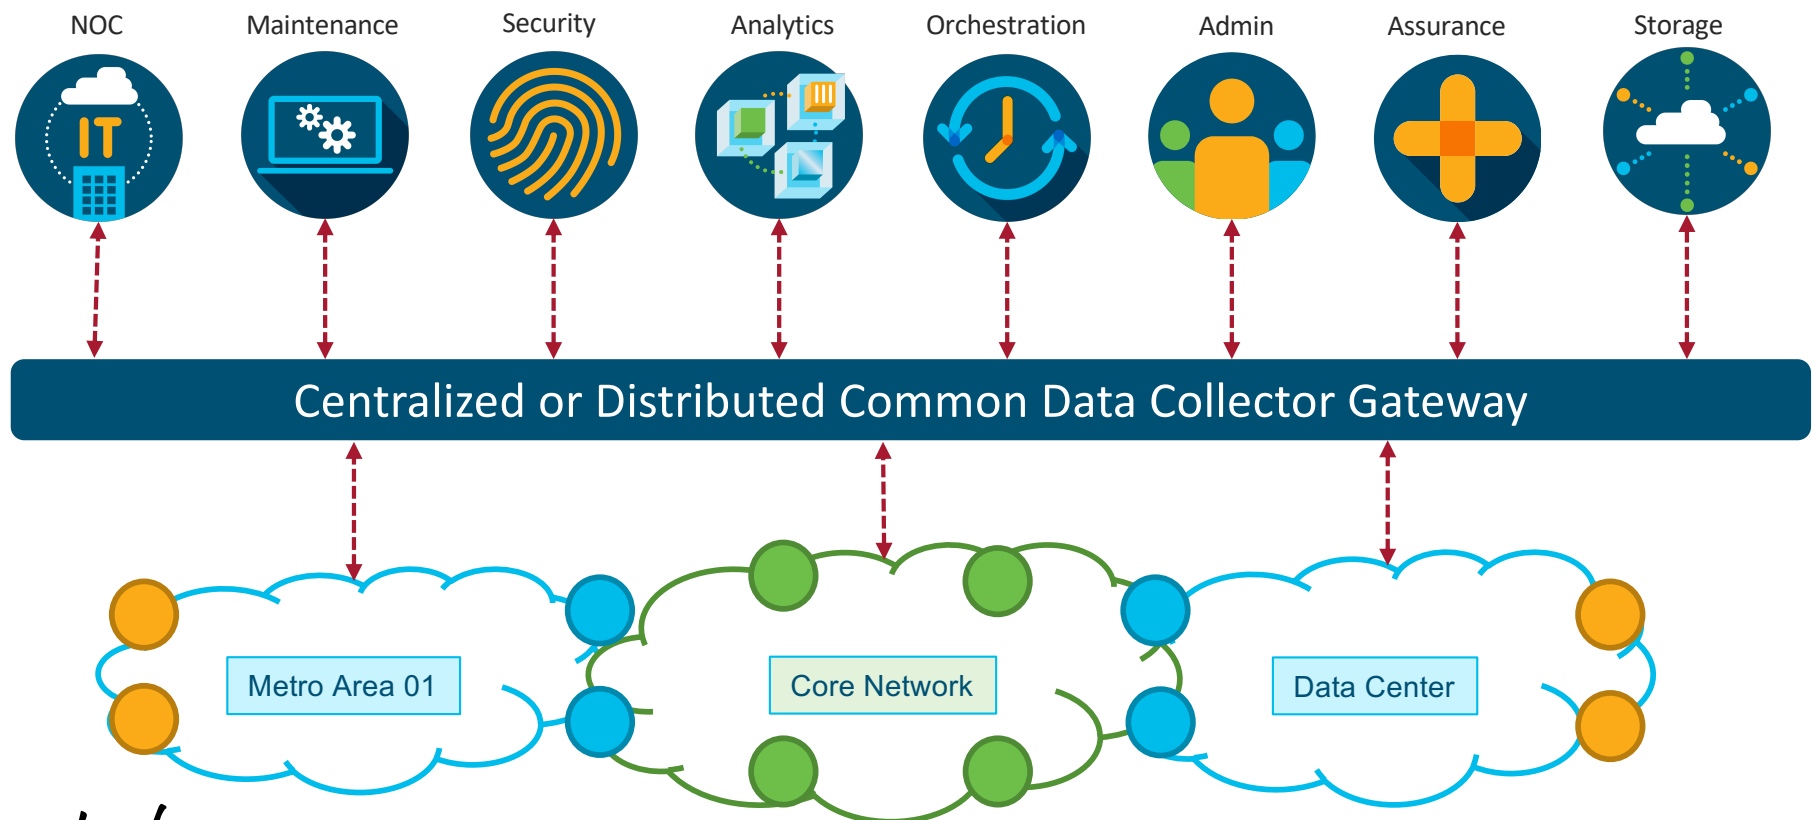 NOC
Maintenance
Security
Analytics
Orchestration
Admin
Assurance
Storage
IT
Centralized or Distributed Common Data Collector Gateway
Metro Area 01
Core Network
Data Center